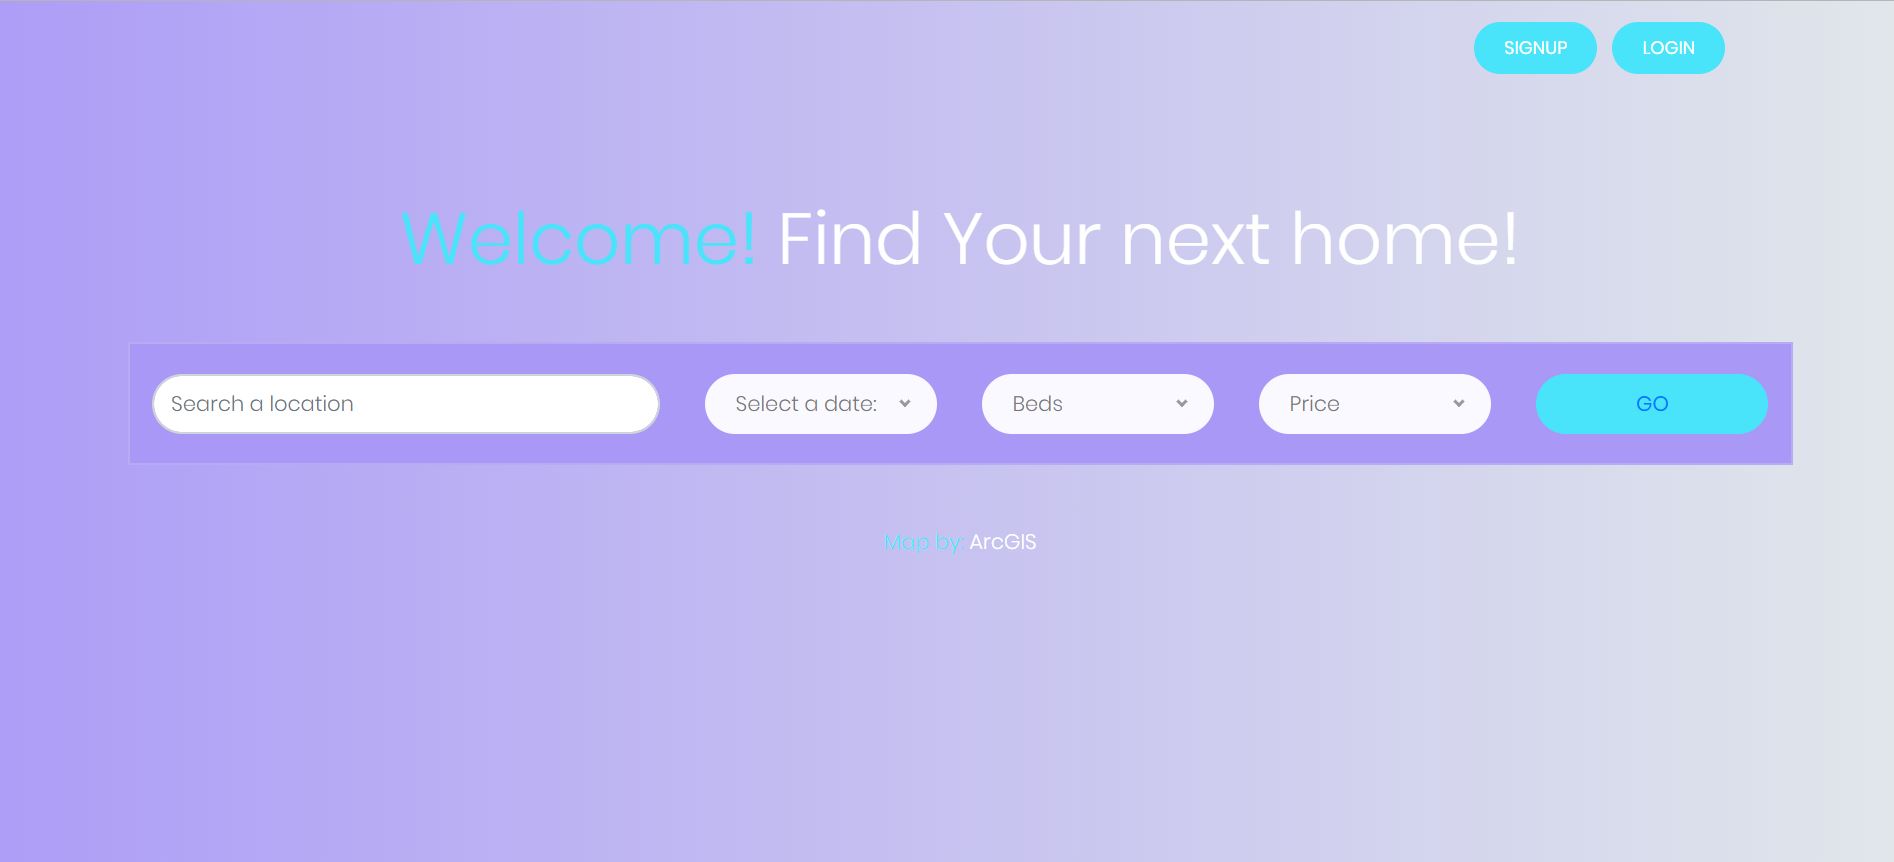 SIGNUP LOGIN
Welcome! Find Your next home!
Search a location Select a date: Beds Price GO
Map by: ArcGIS